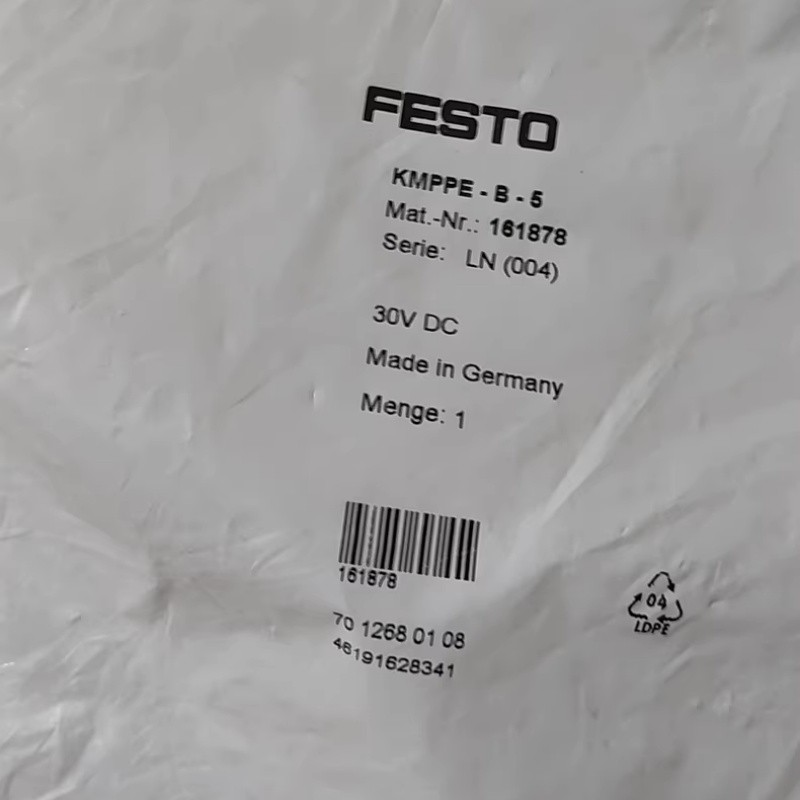 FESTO
KMPPE - B - 5
Mat.-Nr.: 161878
Serie: LN (004)
30V DC
Made in Germany
Menge: 1
161878
70 1268 01 08
46191628341
04
LDPE